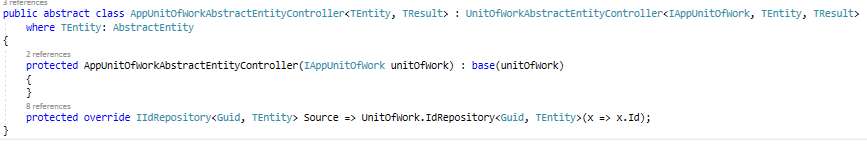 3 references
public abstract class AppUnitOfWorkAbstractEntityController<TEntity, TResult> : UnitOfWorkAbstractEntityController<IAppUnitOfWork, TEntity, TResult>
where TEntity: AbstractEntity
{
2 references
protected AppUnitOfWorkAbstractEntityController(IAppUnitOfWork unitOfWork) : base(unitOfWork)
{
}
8 references
protected override IIdRepository<Guid, TEntity> Source => UnitOfWork.IdRepository<Guid, TEntity>(x => x.Id);
}